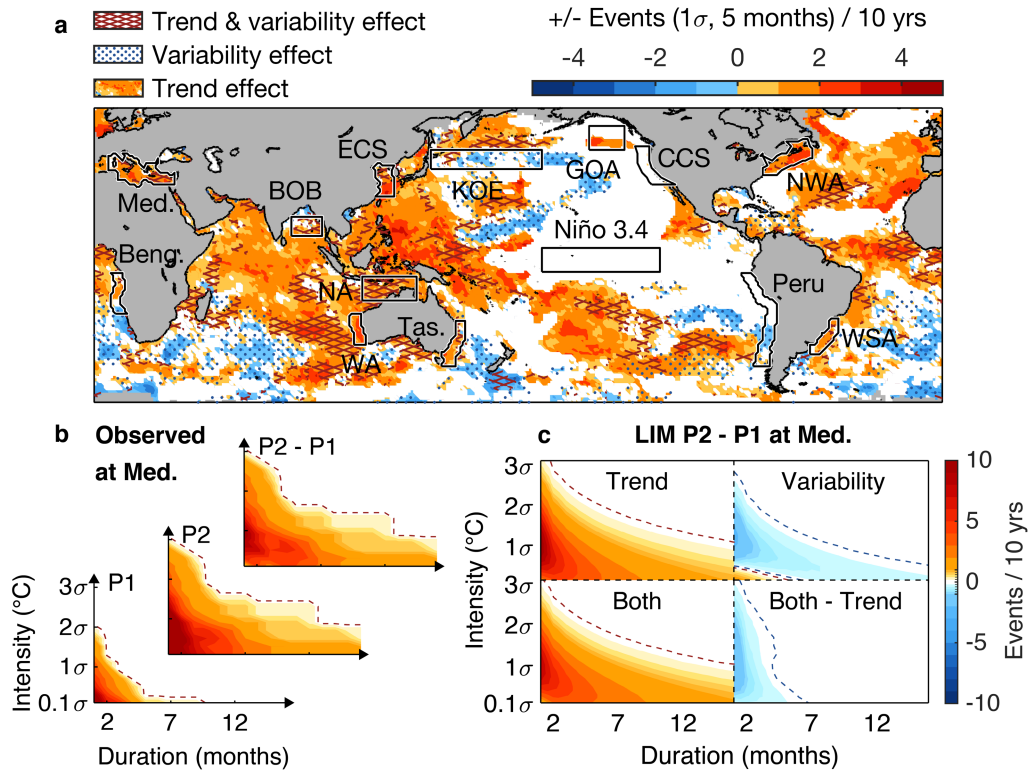 a
Trend & variability effect
Variability effect
Trend effect
+/- Events (1σ, 5 months) / 10 yrs
-4 -2 0 2 4
ECS
GOA
CCS
Med.
BOB
KOE
NWA
Niño 3.4
Beng.
NA
Peru
Tas.
WA
WSA
b Observed
at Med.
P2 - P1
P2
P1
3σ
2σ
1σ
0.1σ
Intensity (°C)
2 7 12
Duration (months)
c LIM P2 - P1 at Med.
Trend
Variability
Both
Both - Trend
3σ
2σ
1σ
3σ
2σ
1σ
0.1σ
Intensity (°C)
2 7 12 2 7 12
Duration (months)
10
5
0
-5
-10
Events / 10 yrs